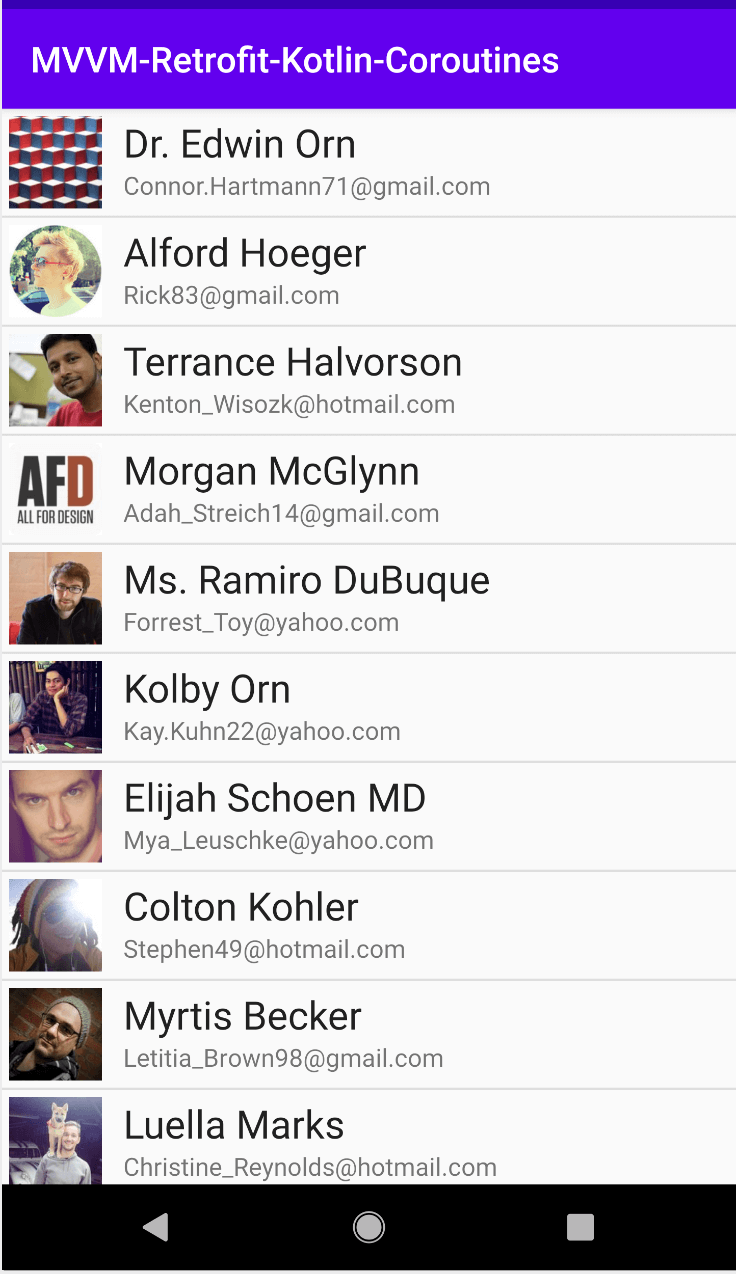 MVVM-Retrofit-Kotlin-Coroutines
Dr. Edwin Orn
Connor.Hartmann71@gmail.com
Alford Hoeger
Rick83@gmail.com
Terrance Halvorson
Kenton_Wisozk@hotmail.com
AFD
ALL FOR DESIGN
Morgan McGlynn
Adah_Streich14@gmail.com
Ms. Ramiro DuBuque
Forrest_Toy@yahoo.com
Kolby Orn
Kay.Kuhn22@yahoo.com
Elijah Schoen MD
Mya_Leuschke@yahoo.com
Colton Kohler
Stephen49@hotmail.com
Myrtis Becker
Letitia_Brown98@gmail.com
Luella Marks
Christine_Reynolds@hotmail.com